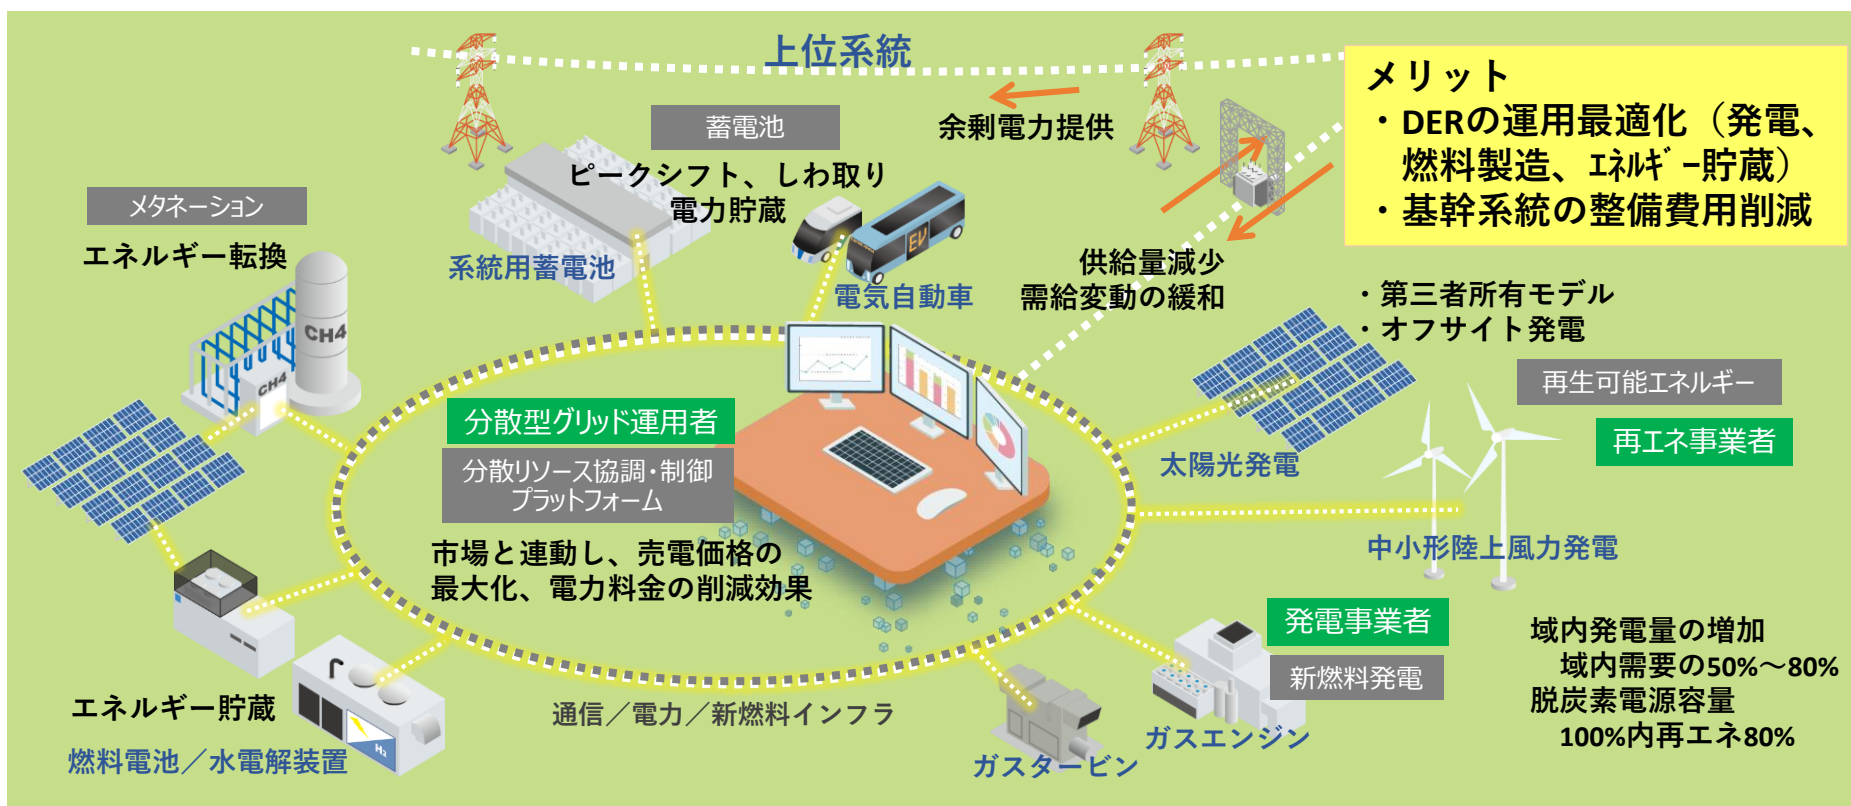 上位系統
メリット
・DERの運用最適化（発電、
燃料製造、ｴﾈﾙｷﾞｰ貯蔵）
・基幹系統の整備費用削減
余剰電力提供
蓄電池
ピークシフト、しわ取り
電力貯蔵
系統用蓄電池
EV
電気自動車
供給量減少
需給変動の緩和
メタネーション
エネルギー転換
CH4
CH4
・第三者所有モデル
・オフサイト発電
再生可能エネルギー
再エネ事業者
太陽光発電
中小形陸上風力発電
分散型グリッド運用者
分散リソース協調・制御
プラットフォーム
市場と連動し、売電価格の
最大化、電力料金の削減効果
発電事業者
新燃料発電
域内発電量の増加
域内需要の50%～80%
脱炭素電源容量
100%内再エネ80%
エネルギー貯蔵
H2
燃料電池／水電解装置
通信／電力／新燃料インフラ
ガスタービン
ガスエンジン